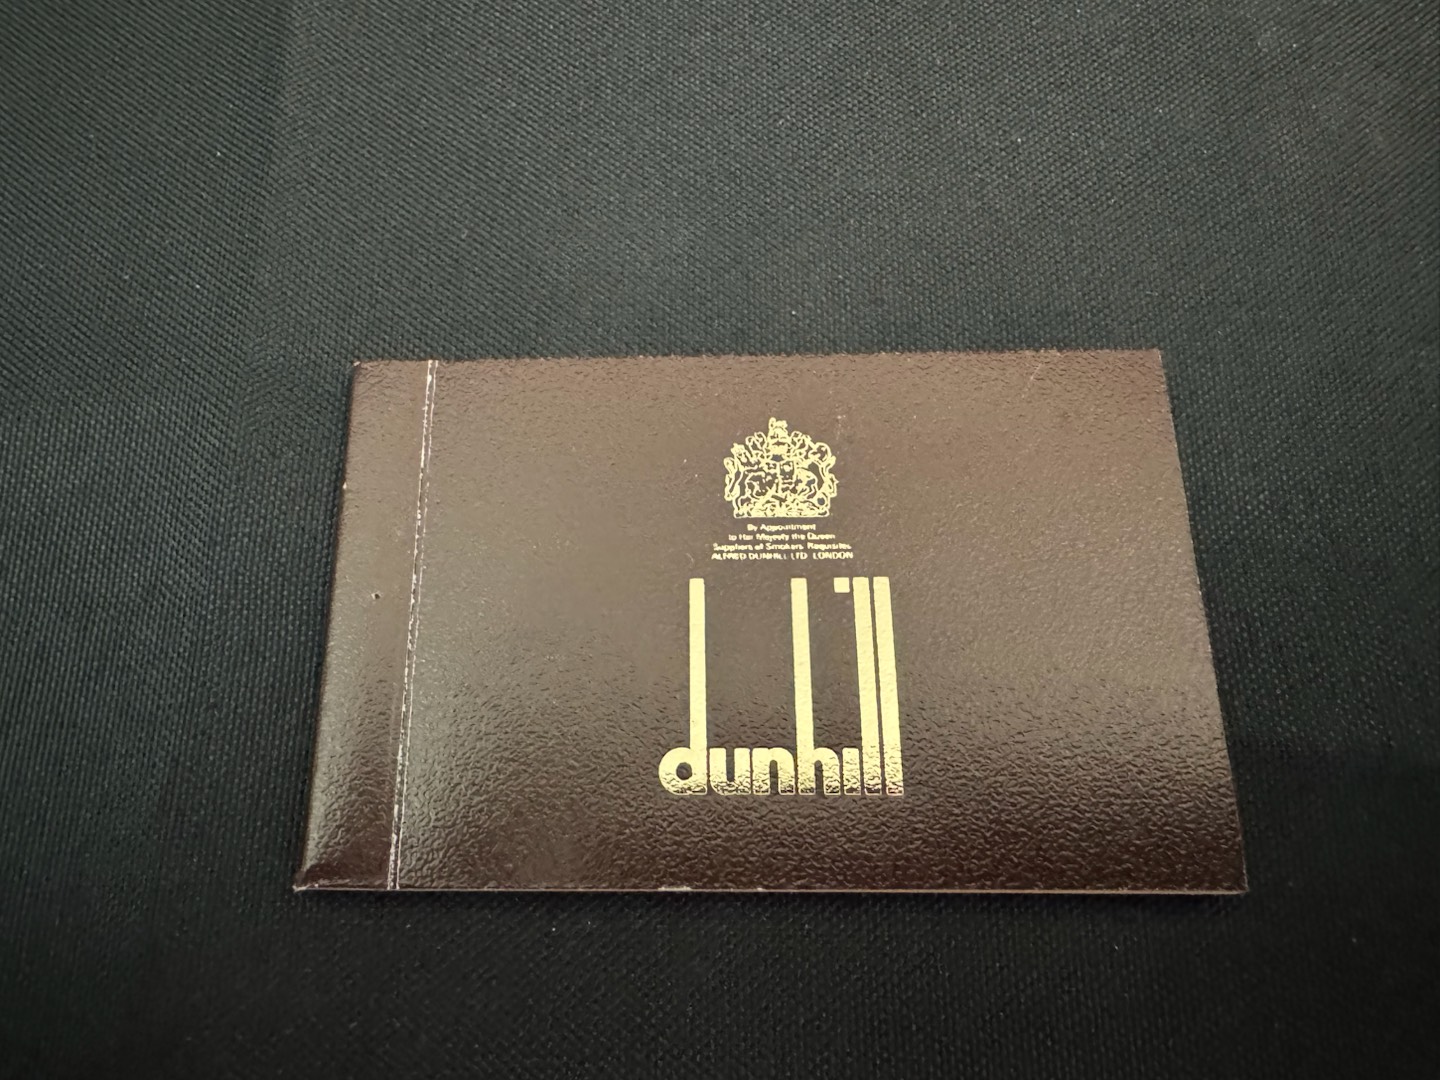 By Appointment
to Her Majesty the Queen
Suppliers of Smokers Requisites
ALFRED DUNHILL LTD LONDON
dunhill